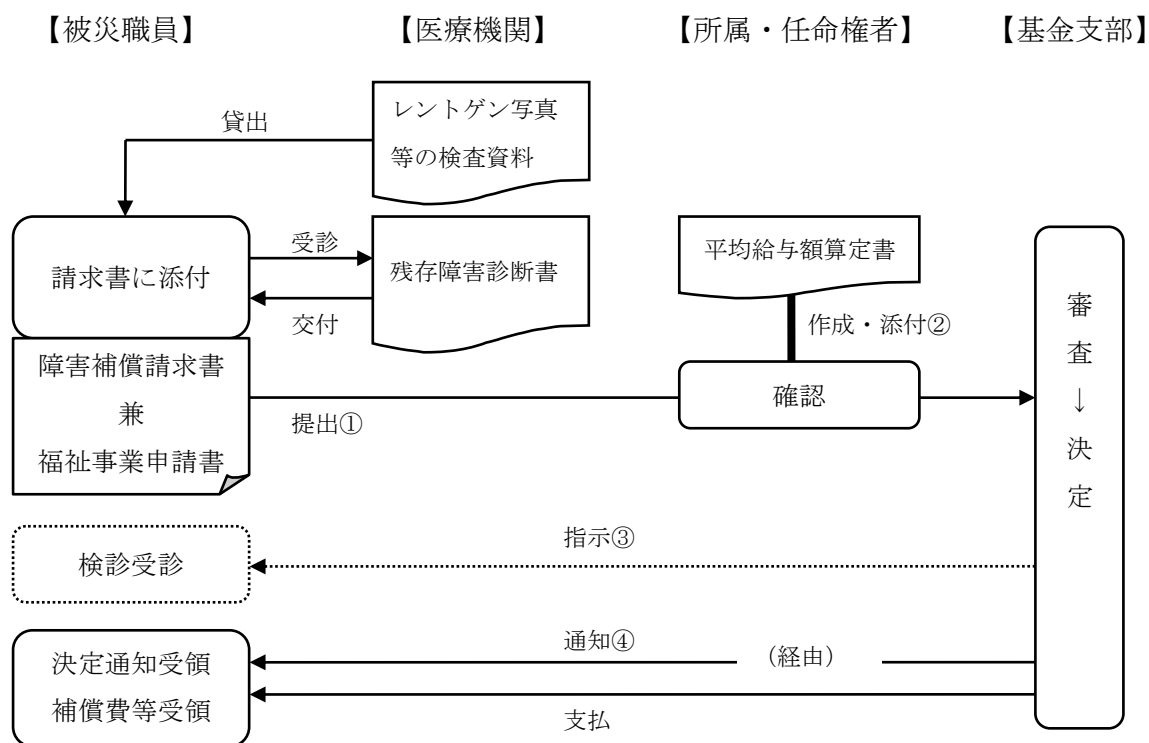 【被災職員】
【医療機関】
【所属・任命権者】
【基金支部】
貸出
レントゲン写真
等の検査資料
請求書に添付
受診
交付
残存障害診断書
平均給与額算定書
作成・添付②
確認
障害補償請求書
兼
福祉事業申請書
提出①
審査↓決定
検診受診
指示③
決定通知受領
補償費等受領
通知④
（経由）
支払